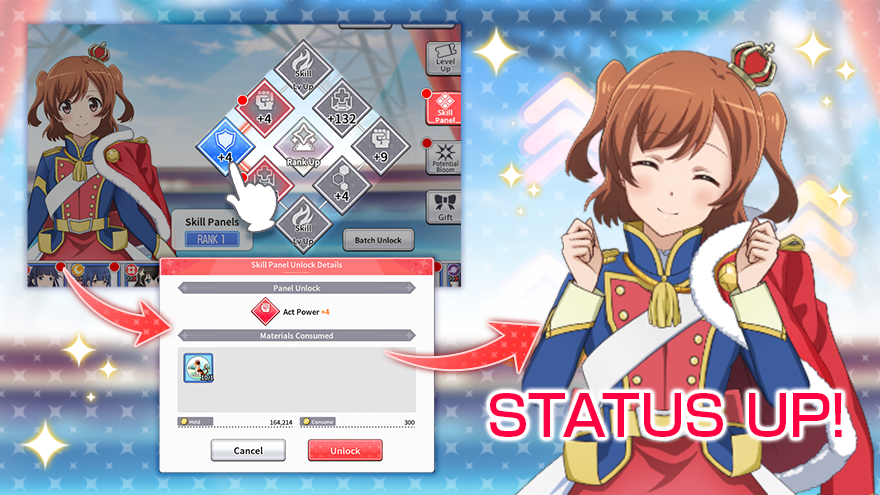 Skill
Lv Up
+4
+132
+4
Rank Up
+9
+4
Skill
Lv Up
Level
Up
Skill
Panel
Potential
Bloom
Gift
Skill Panels
RANK 1
Batch Unlock
Skill Panel Unlock Details
Panel Unlock
Act Power +4
Materials Consumed
Held
164,214
Consume
300
Cancel
Unlock
STATUS UP!